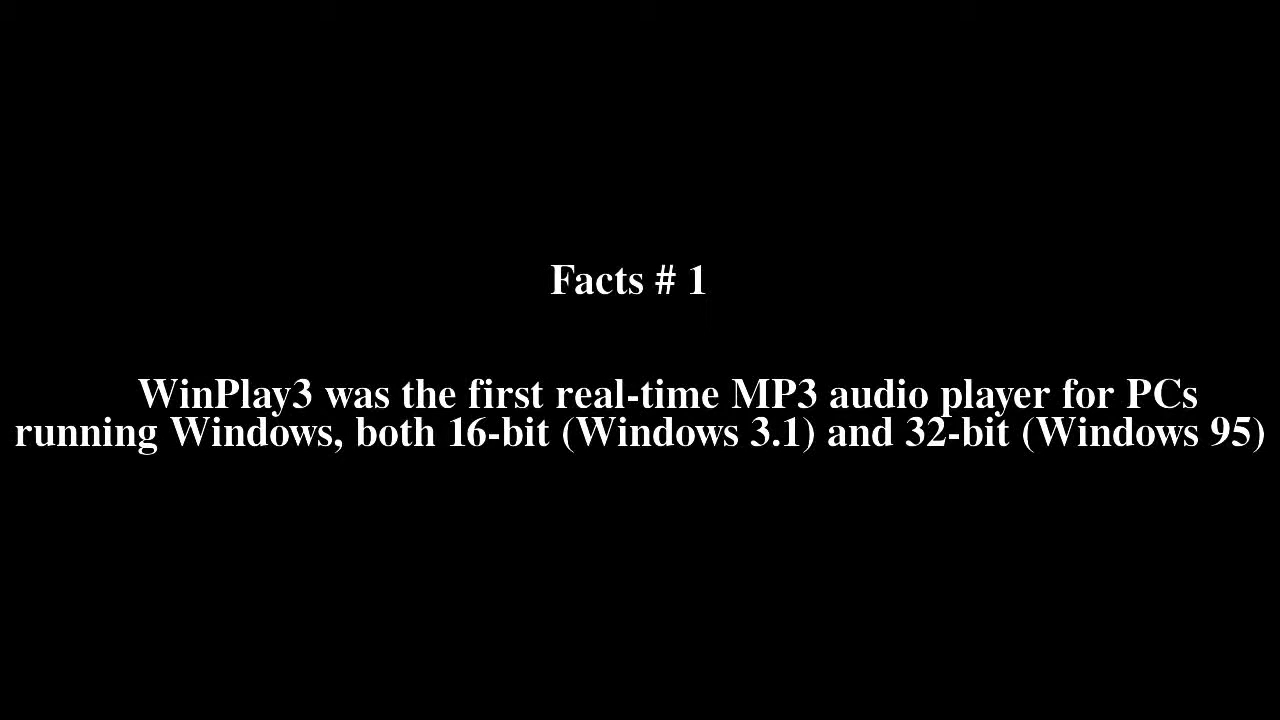 Facts # 1
WinPlay3 was the first real-time MP3 audio player for PCs
running Windows, both 16-bit (Windows 3.1) and 32-bit (Windows 95)